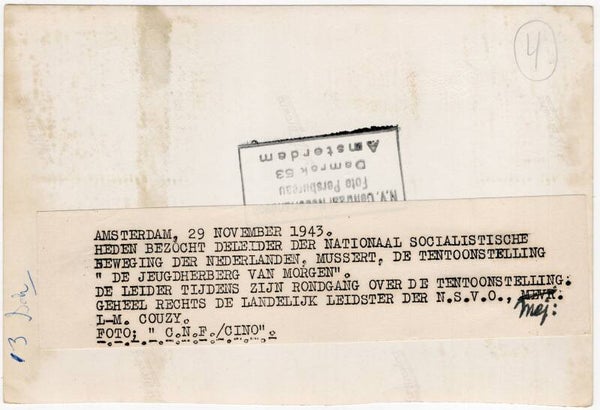 4
Amsterdam
Damrak 53
Foto Persbureau
N.V.
AMSTERDAM, 29 NOVEMBER 1943.
HEDEN BEZOCHT DELEIDER DER NATIONAAL SOCIALISTISCHE
BEWEGING DER NEDERLANDEN, MUSSERT, DE TENTOONSTELLING
" DE JEUGDHERBERG VAN MORGEN".
DE LEIDER TIJDENS ZIJN RONDGANG OVER DE TENTOONSTELLING.
GEHEEL RECHTS DE LANDELIJK LEIDSTER DER N.S.V.O., MEVR.
mej:
L-M. COUZY.
FOTO; " C.N.F./CINO".